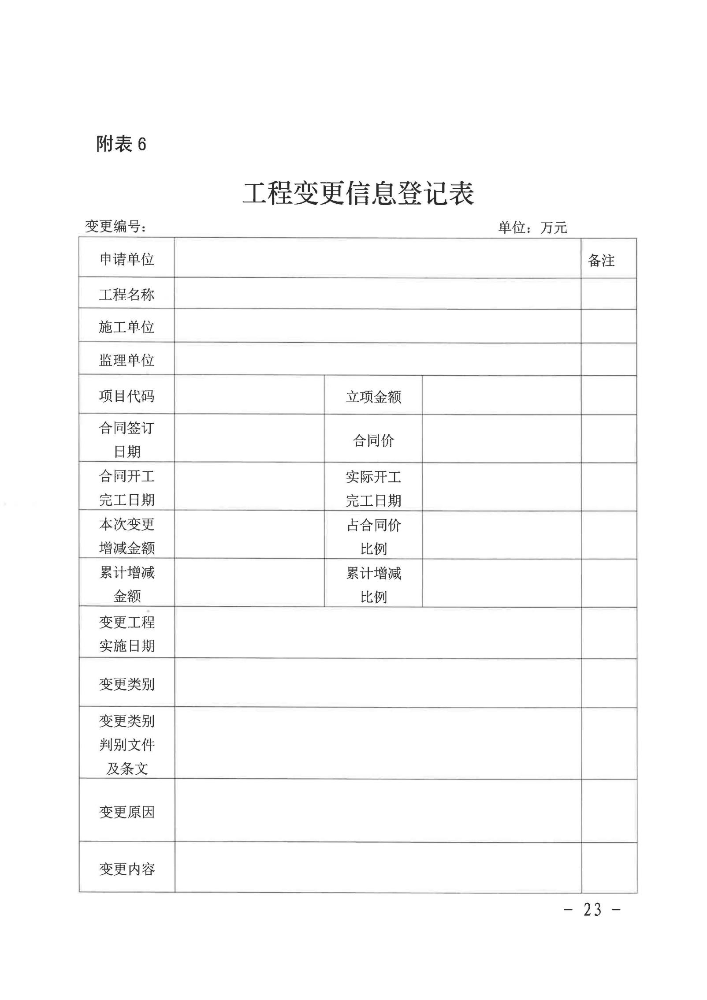 附表 6
工程变更信息登记表
变更编号：	单位：万元
申请单位	备注
工程名称
施工单位
监理单位
项目代码	立项金额
合同签订
日期
合同价
合同开工
完工日期
实际开工
完工日期
本次变更
增减金额
占合同价
比例
累计增减
金额
累计增减
比例
变更工程
实施日期
变更类别
变更类别
判别文件
及条文
变更原因
变更内容
- 23 -